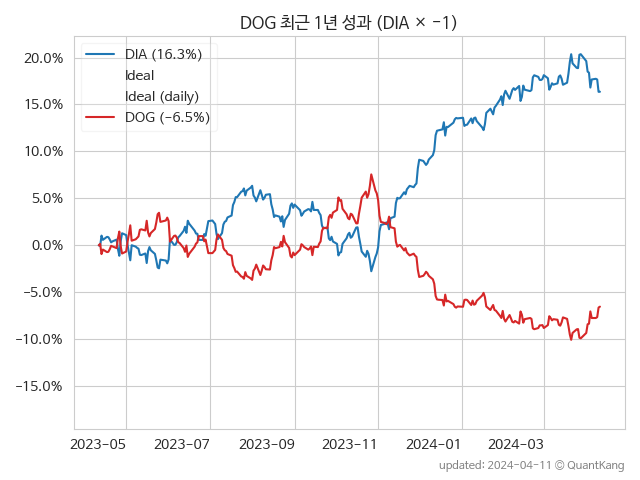 DOG 최근 1년 성과 (DIA × −1)
DIA (16.3%)
Ideal
Ideal (daily)
DOG (−6.5%)
20.0%
15.0%
10.0%
5.0%
0.0%
−5.0%
−10.0%
−15.0%
2023-05 2023-07 2023-09 2023-11 2024-01 2024-03
updated: 2024-04-11 © QuantKang